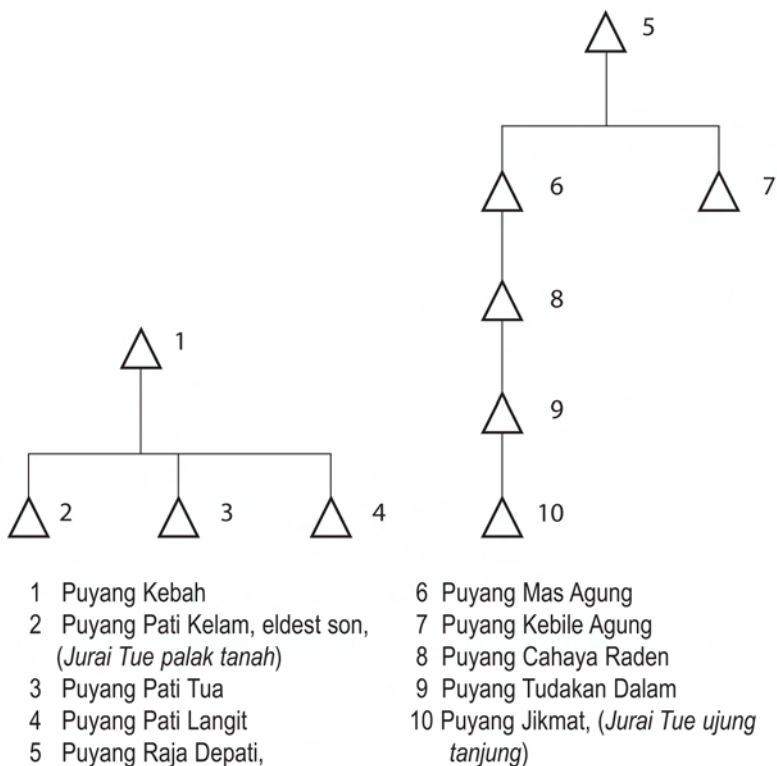 5
6
7
8
1
9
2
3
4
10
1 Puyang Kebah
2 Puyang Pati Kelam, eldest son,
(Jurai Tue palak tanah)
3 Puyang Pati Tua
4 Puyang Pati Langit
5 Puyang Raja Depati,
6 Puyang Mas Agung
7 Puyang Kebile Agung
8 Puyang Cahaya Raden
9 Puyang Tudakan Dalam
10 Puyang Jikmat, (Jurai Tue ujung
tanjung)